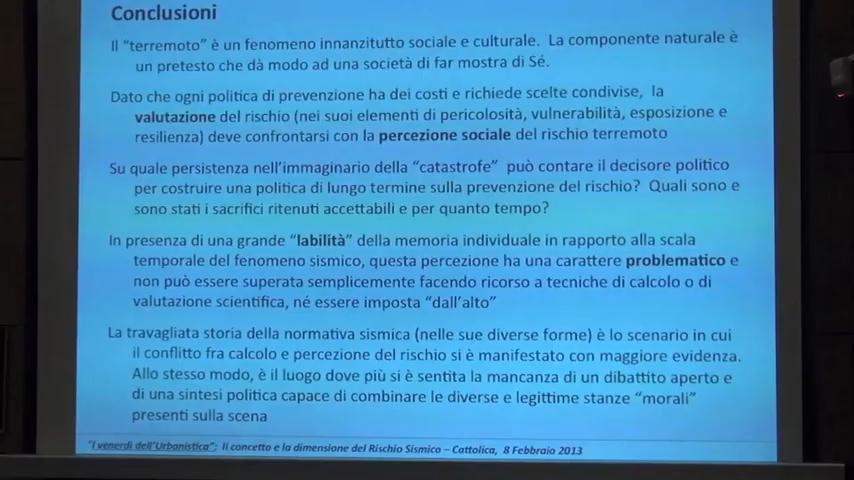 Conclusioni
Il "terremoto" è un fenomeno innanzitutto sociale e culturale. La componente naturale è
un pretesto che dà modo ad una società di far mostra di Sé.
Dato che ogni politica di prevenzione ha dei costi e richiede scelte condivise, la
valutazione del rischio (nei suoi elementi di pericolosità, vulnerabilità, esposizione e
resilienza) deve confrontarsi con la percezione sociale del rischio terremoto
Su quale persistenza nell'immaginario della "catastrofe" può contare il decisore politico
per costruire una politica di lungo termine sulla prevenzione del rischio? Quali sono e
sono stati i sacrifici ritenuti accettabili e per quanto tempo?
In presenza di una grande "labilità" della memoria individuale in rapporto alla scala
temporale del fenomeno sismico, questa percezione ha una carattere problematico e
non può essere superata semplicemente facendo ricorso a tecniche di calcolo o di
valutazione scientifica, né essere imposta "dall'alto"
La travagliata storia della normativa sismica (nelle sue diverse forme) è lo scenario in cui
il conflitto fra calcolo e percezione del rischio si è manifestato con maggiore evidenza.
Allo stesso modo, è il luogo dove più si è sentita la mancanza di un dibattito aperto e
di una sintesi politica capace di combinare le diverse e legittime stanze "morali"
presenti sulla scena
"I venerdì dell'Urbanistica": Il concetto e la dimensione del Rischio Sismico – Cattolica, 8 Febbraio 2013